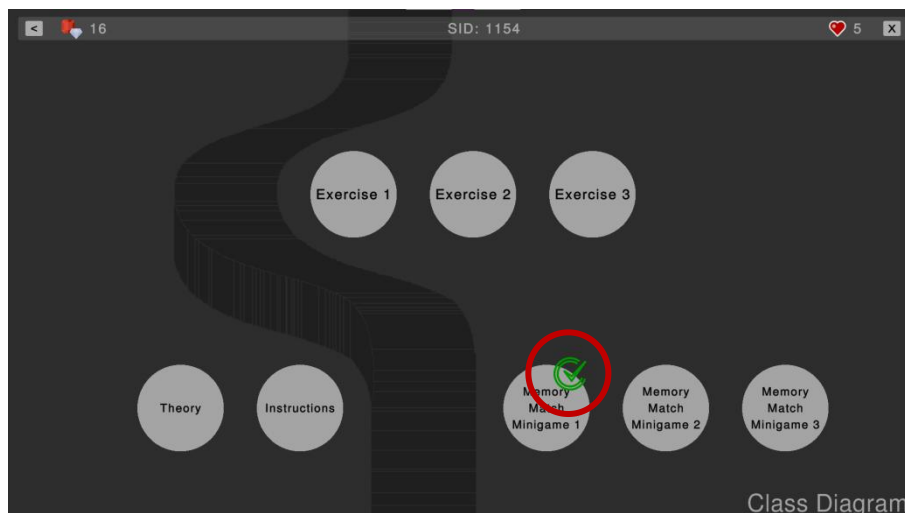 < 16 SID: 1154 5 X
Exercise 1 Exercise 2 Exercise 3
Theory
Instructions
Memory
Match
Minigame 1
Memory
Match
Minigame 2
Memory
Match
Minigame 3
Class Diagram